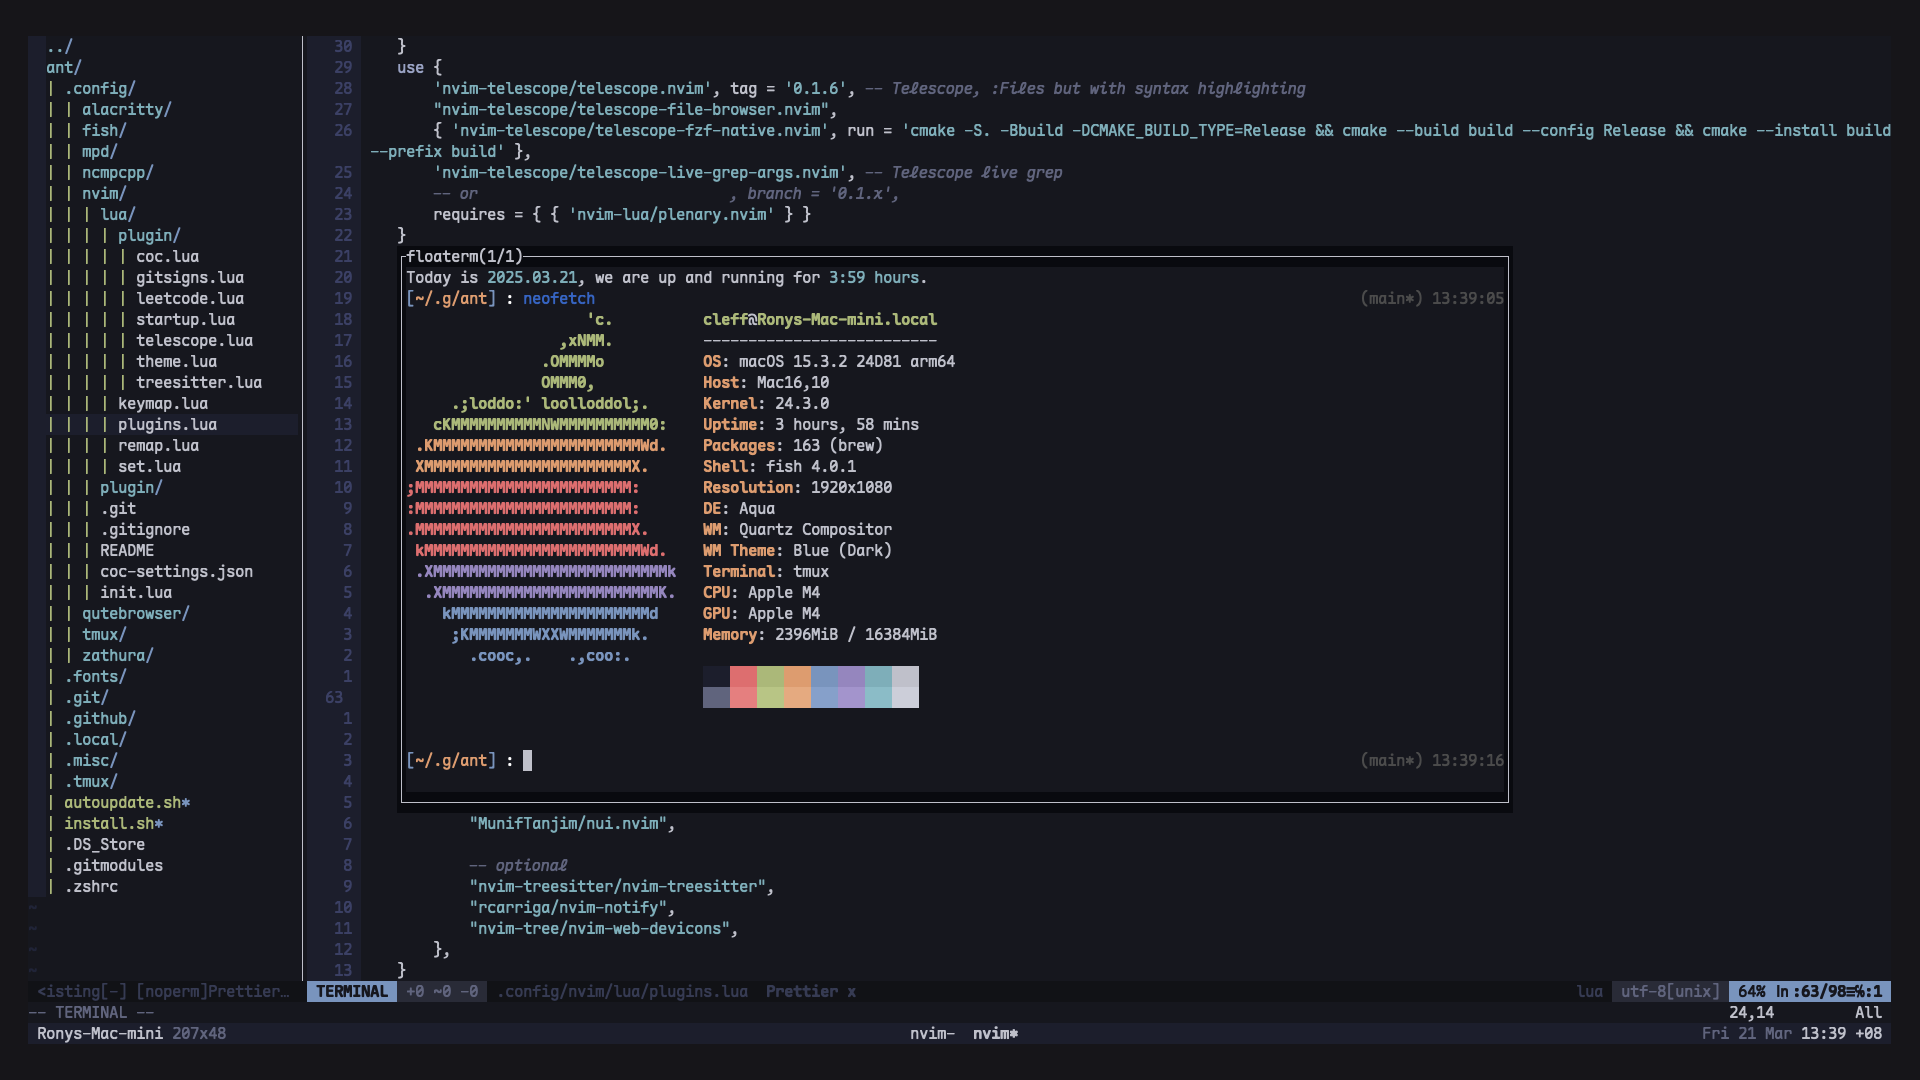 ../
ant/
| .config/
| | alacritty/
| | fish/
| | mpd/
| | ncmpcpp/
| | nvim/
| | | lua/
| | | | plugin/
| | | | | coc.lua
| | | | | gitsigns.lua
| | | | | leetcode.lua
| | | | | startup.lua
| | | | | telescope.lua
| | | | | theme.lua
| | | | | treesitter.lua
| | | | keymap.lua
| | | | plugins.lua
| | | | remap.lua
| | | | set.lua
| | | plugin/
| | | .git
| | | .gitignore
| | | README
| | | coc-settings.json
| | | init.lua
| | qutebrowser/
| | tmux/
| | zathura/
| .fonts/
| .git/
| .github/
| .local/
| .misc/
| .tmux/
| autoupdate.sh*
| install.sh*
| .DS_Store
| .gitmodules
| .zshrc
~
~
~
~
30 }
29 use {
28 'nvim-telescope/telescope.nvim', tag = '0.1.6', -- Telescope, :Files but with syntax highlighting
27 "nvim-telescope/telescope-file-browser.nvim",
26 { 'nvim-telescope/telescope-fzf-native.nvim', run = 'cmake -S. -Bbuild -DCMAKE_BUILD_TYPE=Release && cmake --build build --config Release && cmake --install build
--prefix build' },
25 'nvim-telescope/telescope-live-grep-args.nvim', -- Telescope live grep
24 -- or , branch = '0.1.x',
23 requires = { { 'nvim-lua/plenary.nvim' } }
22 }
21
20
19
18
17
16
15
14
13
12
11
10
9
8
7
6
5
4
3
2
1
63
1
2
3
4
5
floaterm(1/1)
Today is 2025.03.21, we are up and running for 3:59 hours.
[~/.g/ant] : neofetch (main*) 13:39:05
'c. cleff@Ronys-Mac-mini.local
,xNMM. --------------------------
.OMMMMo OS: macOS 15.3.2 24D81 arm64
OMMM0, Host: Mac16,10
.;loddo:' loolloddol;. Kernel: 24.3.0
cKMMMMMMMMMMNWMMMMMMMMMM0: Uptime: 3 hours, 58 mins
.KMMMMMMMMMMMMMMMMMMMMMMMWd. Packages: 163 (brew)
XMMMMMMMMMMMMMMMMMMMMMMMX. Shell: fish 4.0.1
;MMMMMMMMMMMMMMMMMMMMMMMM: Resolution: 1920x1080
:MMMMMMMMMMMMMMMMMMMMMMMM: DE: Aqua
.MMMMMMMMMMMMMMMMMMMMMMMMX. WM: Quartz Compositor
kMMMMMMMMMMMMMMMMMMMMMMMMWd. WM Theme: Blue (Dark)
.XMMMMMMMMMMMMMMMMMMMMMMMMMMk Terminal: tmux
.XMMMMMMMMMMMMMMMMMMMMMMMMK. CPU: Apple M4
kMMMMMMMMMMMMMMMMMMMMMMd GPU: Apple M4
;KMMMMMMMWXXWMMMMMMMk. Memory: 2396MiB / 16384MiB
.cooc,. .,coo:.
[~/.g/ant] : (main*) 13:39:16
6 "MunifTanjim/nui.nvim",
7
8 -- optional
9 "nvim-treesitter/nvim-treesitter",
10 "rcarriga/nvim-notify",
11 "nvim-tree/nvim-web-devicons",
12 },
13 }
<isting[-] [noperm]Prettier… TERMINAL +0 ~0 -0 .config/nvim/lua/plugins.lua Prettier x lua utf-8[unix] 64% ln :63/98≡℅:1
-- TERMINAL -- 24,14 All
Ronys-Mac-mini 207x48 nvim- nvim* Fri 21 Mar 13:39 +08